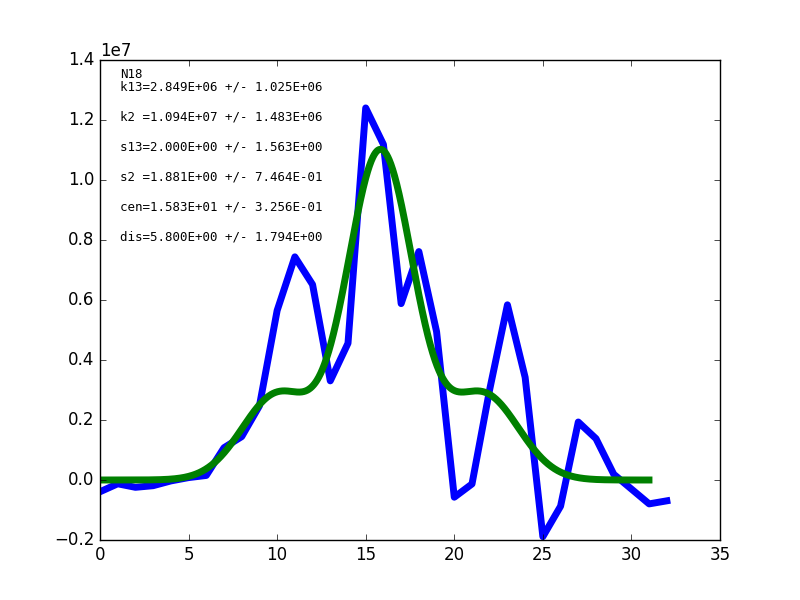 1e7
1.4
1.2
1.0
0.8
0.6
0.4
0.2
0.0
−0.2
N18
k13=2.849E+06 +/- 1.025E+06
k2 =1.094E+07 +/- 1.483E+06
s13=2.000E+00 +/- 1.563E+00
s2 =1.881E+00 +/- 7.464E-01
cen=1.583E+01 +/- 3.256E-01
dis=5.800E+00 +/- 1.794E+00
0 5 10 15 20 25 30 35